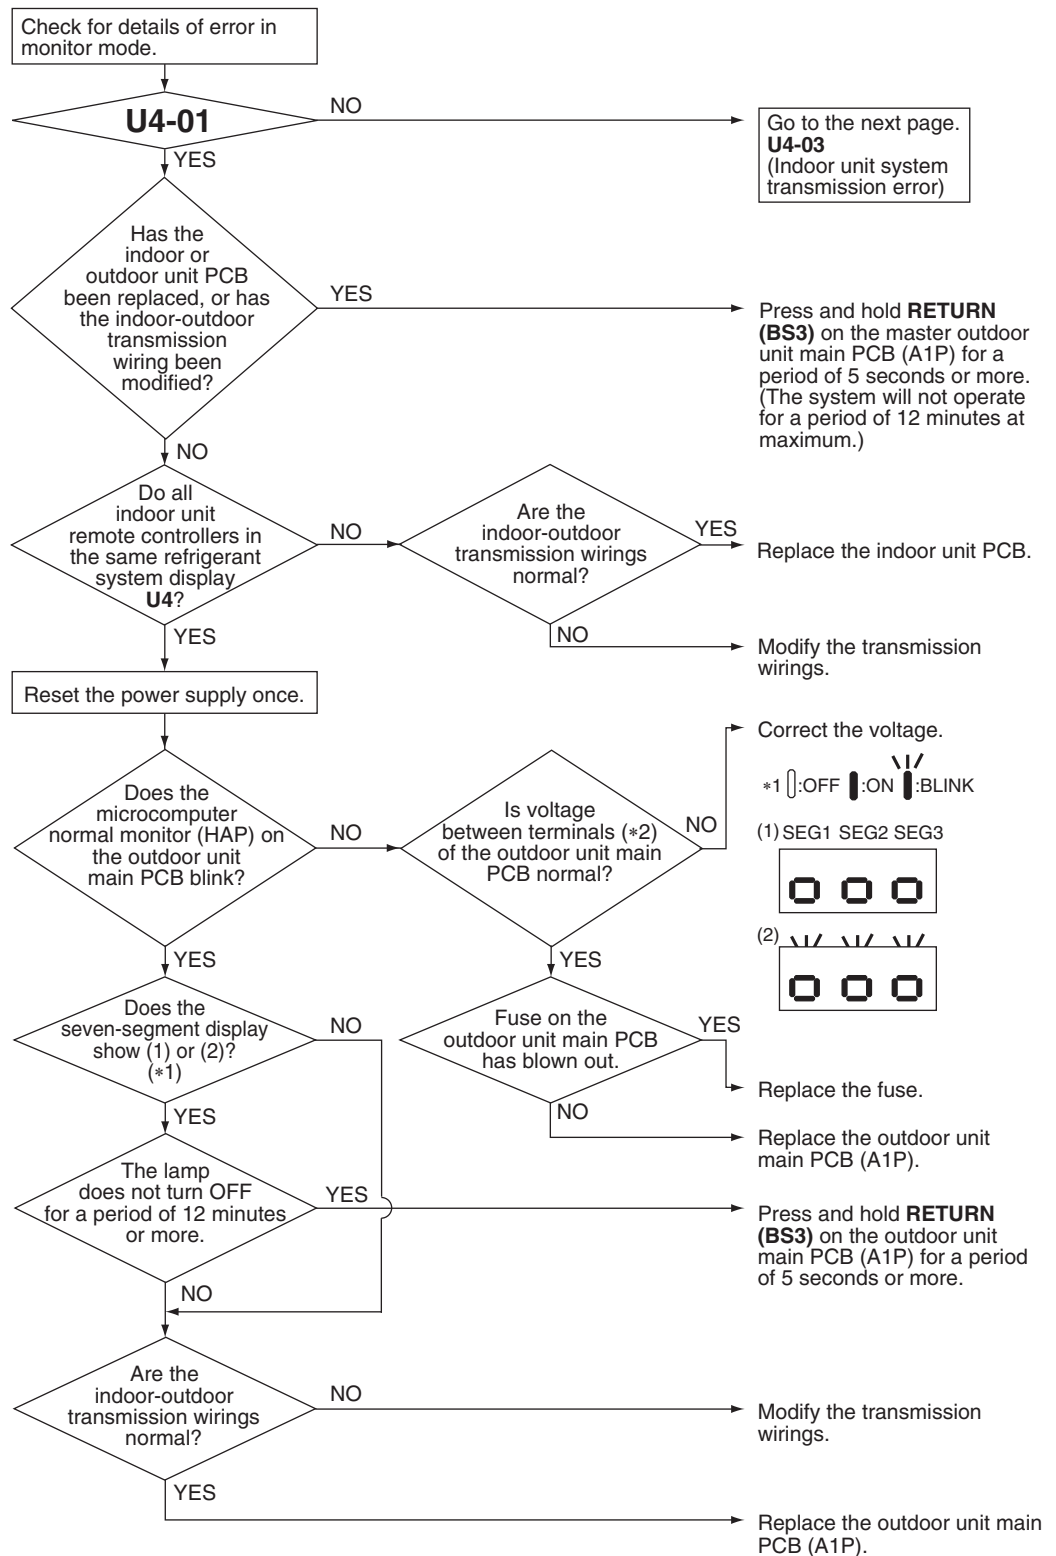 Check for details of error in
monitor mode.
U4-01
NO
YES
Go to the next page.
U4-03
(Indoor unit system
transmission error)
Has the
indoor or
outdoor unit PCB
been replaced, or has
the indoor-outdoor
transmission
wiring been
modified?
YES
NO
Press and hold RETURN
(BS3) on the master outdoor
unit main PCB (A1P) for a
period of 5 seconds or more.
(The system will not operate
for a period of 12 minutes at
maximum.)
Do all
indoor unit
remote controllers in
the same refrigerant
system display
U4?
NO
YES
Are the
indoor-outdoor
transmission wirings
normal?
YES
NO
Replace the indoor unit PCB.
Modify the transmission
wirings.
Reset the power supply once.
Does the
microcomputer
normal monitor (HAP) on
the outdoor unit
main PCB blink?
NO
YES
Is voltage
between terminals (*2)
of the outdoor unit main
PCB normal?
NO
YES
Correct the voltage.
*1 :OFF :ON :BLINK
(1) SEG1 SEG2 SEG3
(2)
Does the
seven-segment display
show (1) or (2)?
(*1)
NO
YES
Fuse on the
outdoor unit main PCB
has blown out.
YES
NO
Replace the fuse.
Replace the outdoor unit
main PCB (A1P).
The lamp
does not turn OFF
for a period of 12 minutes
or more.
YES
NO
Press and hold RETURN
(BS3) on the outdoor unit
main PCB (A1P) for a period
of 5 seconds or more.
Are the
indoor-outdoor
transmission wirings
normal?
NO
YES
Modify the transmission
wirings.
Replace the outdoor unit main
PCB (A1P).